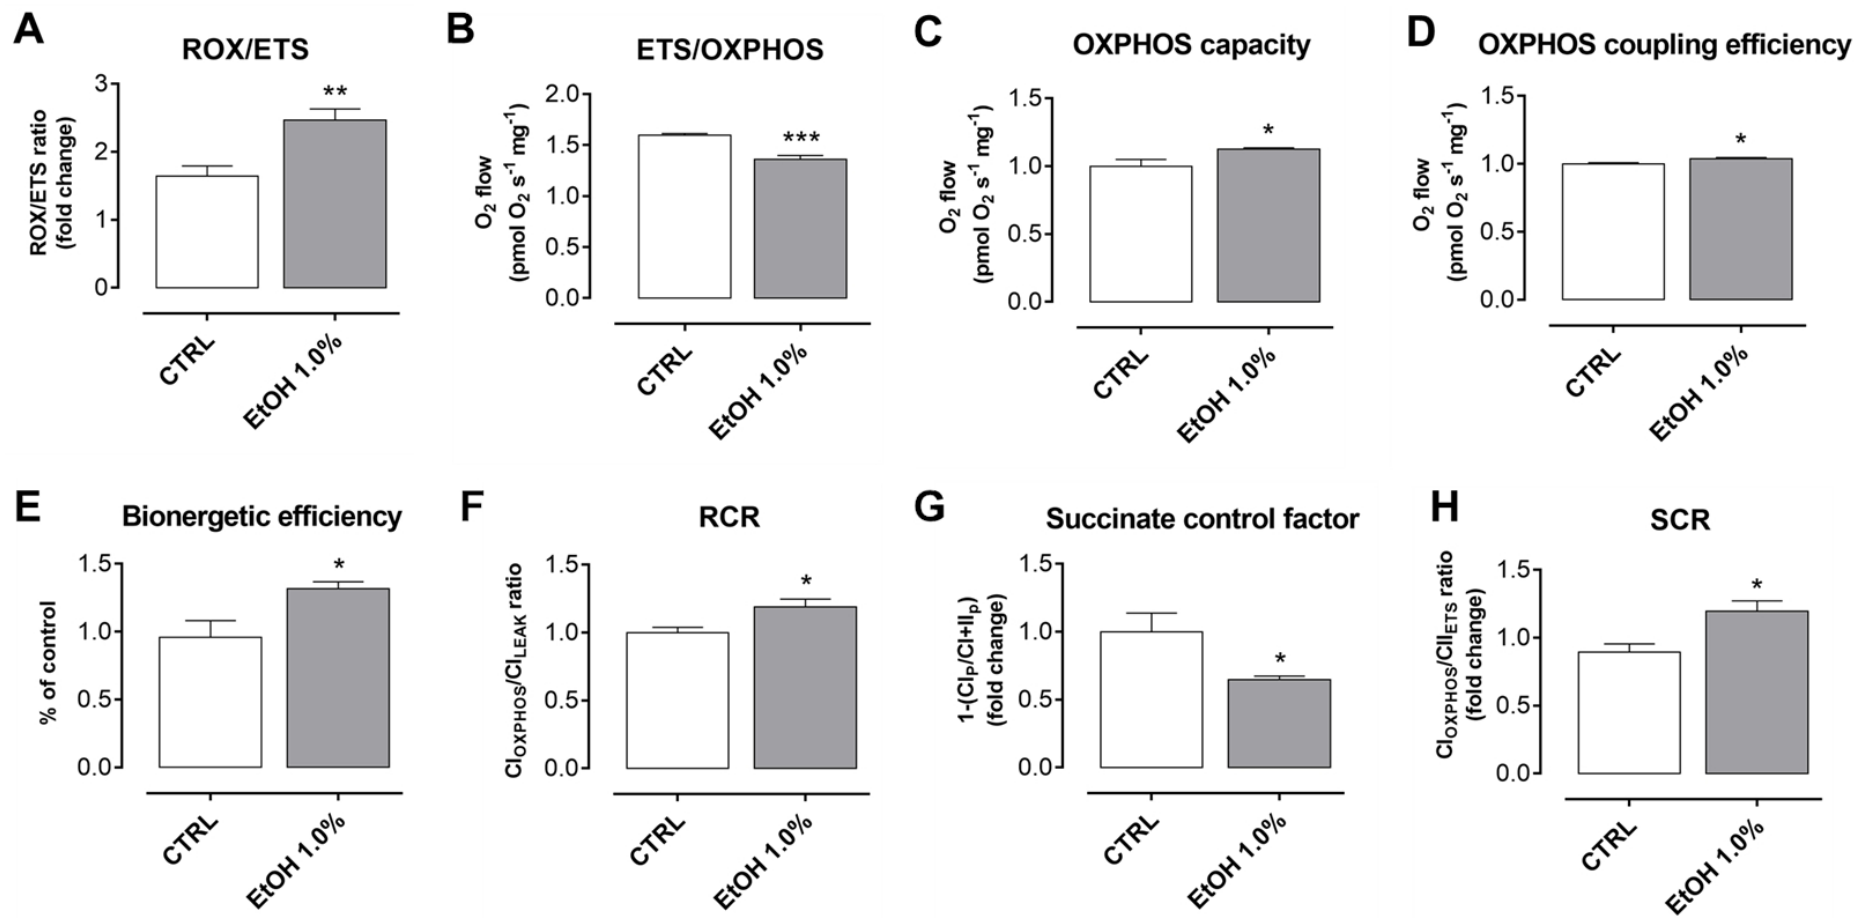 A
ROX/ETS
ROX/ETS ratio
(fold change)
3
2
1
0
**
CTRL
EtOH 1.0%
B
ETS/OXPHOS
O2 flow
(pmol O2 s-1 mg-1)
2.0
1.5
1.0
0.5
0.0
***
CTRL
EtOH 1.0%
C
OXPHOS capacity
O2 flow
(pmol O2 s-1 mg-1)
1.5
1.0
0.5
0.0
*
CTRL
EtOH 1.0%
D
OXPHOS coupling efficiency
O2 flow
(pmol O2 s-1 mg-1)
1.5
1.0
0.5
0.0
*
CTRL
EtOH 1.0%
E
Bionergetic efficiency
% of control
1.5
1.0
0.5
0.0
*
CTRL
EtOH 1.0%
F
RCR
CIOXPHOS/CILEAK ratio
1.5
1.0
0.5
0.0
*
CTRL
EtOH 1.0%
G
Succinate control factor
1-(CIP/CI+IIp)
(fold change)
1.5
1.0
0.5
0.0
*
CTRL
EtOH 1.0%
H
SCR
CIOXPHOS/CIIETS ratio
(fold change)
1.5
1.0
0.5
0.0
*
CTRL
EtOH 1.0%